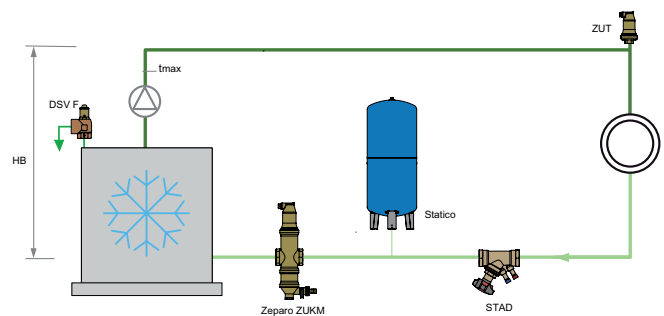 ZUT
tmax
DSV F
HB
Statico
Zeparo ZUKM
STAD